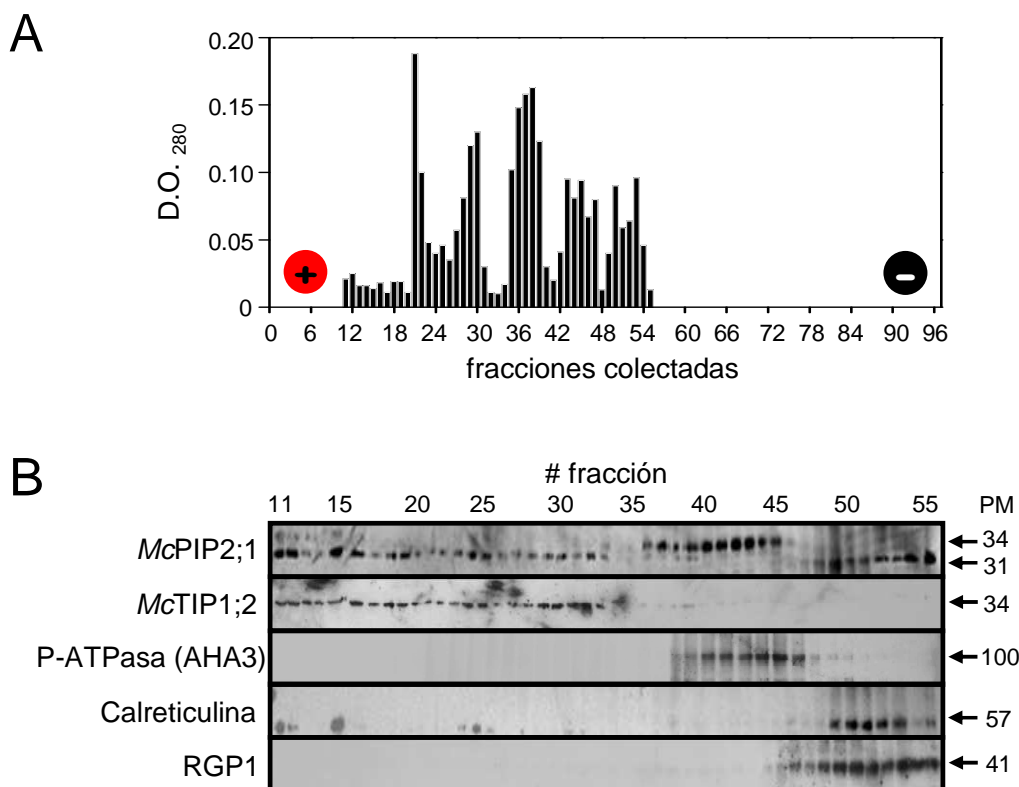 A
0.20
0.15
0.10
0.05
0
D.O. 280
+
−
0 6 12 18 24 30 36 42 48 54 60 66 72 78 84 90 96
fracciones colectadas
B
# fracción
11 15 20 25 30 35 40 45 50 55 PM
McPIP2;1 34
31
McTIP1;2 34
P-ATPasa (AHA3) 100
Calreticulina 57
RGP1 41